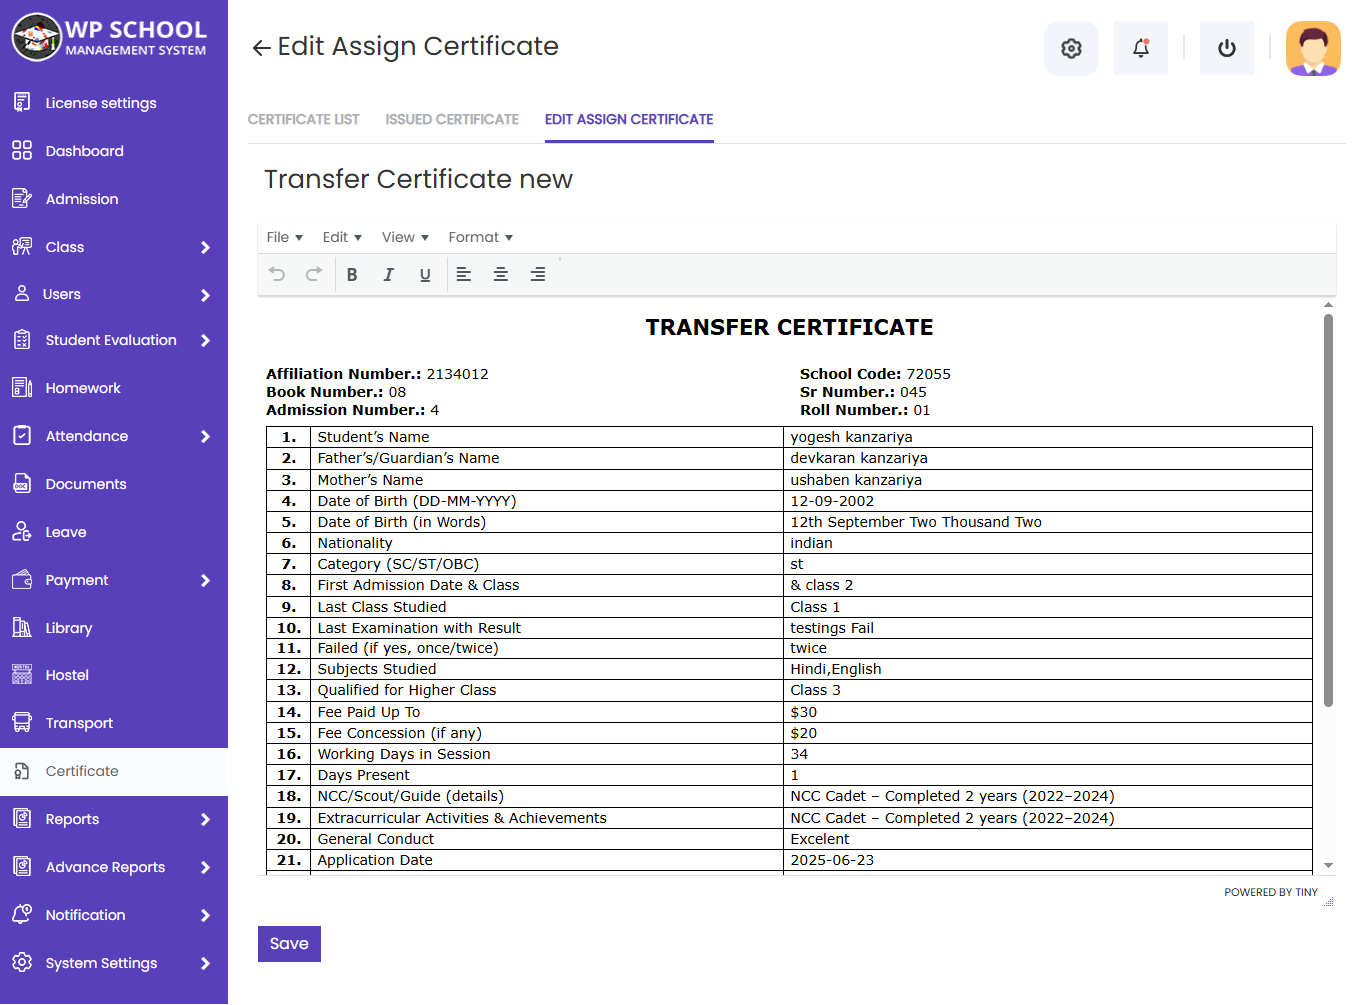 WP SCHOOL
MANAGEMENT SYSTEM
License settings
Dashboard
Admission
Class
Users
Student Evaluation
Homework
Attendance
Documents
Leave
Payment
Library
Hostel
Transport
Certificate
Reports
Advance Reports
Notification
System Settings
Edit Assign Certificate
CERTIFICATE LIST ISSUED CERTIFICATE EDIT ASSIGN CERTIFICATE
Transfer Certificate new
File Edit View Format
B I U
TRANSFER CERTIFICATE
Affiliation Number.: 2134012 School Code: 72055
Book Number.: 08 Sr Number.: 045
Admission Number.: 4 Roll Number.: 01
1. Student’s Name yogesh kanzariya
2. Father’s/Guardian’s Name devkaran kanzariya
3. Mother’s Name ushaben kanzariya
4. Date of Birth (DD-MM-YYYY) 12-09-2002
5. Date of Birth (in Words) 12th September Two Thousand Two
6. Nationality indian
7. Category (SC/ST/OBC) st
8. First Admission Date & Class & class 2
9. Last Class Studied Class 1
10. Last Examination with Result testings Fail
11. Failed (if yes, once/twice) twice
12. Subjects Studied Hindi,English
13. Qualified for Higher Class Class 3
14. Fee Paid Up To $30
15. Fee Concession (if any) $20
16. Working Days in Session 34
17. Days Present 1
18. NCC/Scout/Guide (details) NCC Cadet – Completed 2 years (2022–2024)
19. Extracurricular Activities & Achievements NCC Cadet – Completed 2 years (2022–2024)
20. General Conduct Excelent
21. Application Date 2025-06-23
POWERED BY TINY
Save